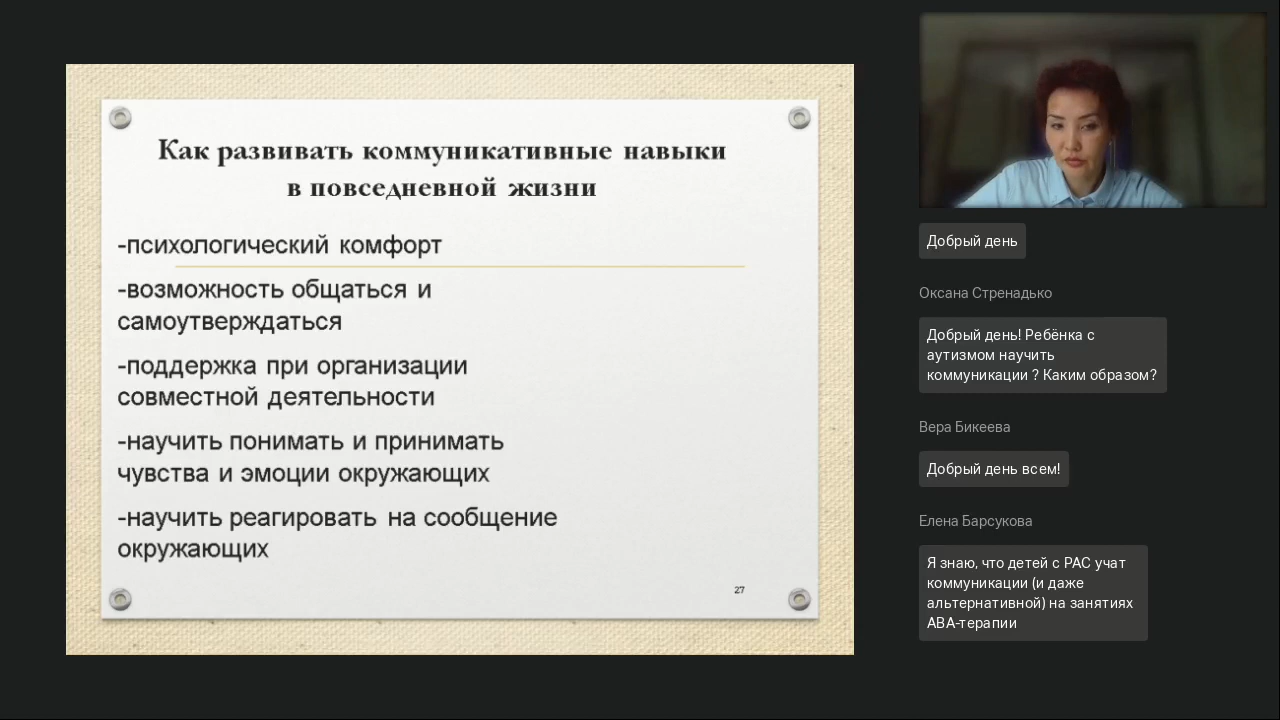 Как развивать коммуникативные навыки
в повседневной жизни
-психологический комфорт
-возможность общаться и
самоутверждаться
-поддержка при организации
совместной деятельности
-научить понимать и принимать
чувства и эмоции окружающих
-научить реагировать на сообщение
окружающих
27
Добрый день
Оксана Стренадько
Добрый день! Ребёнка с
аутизмом научить
коммуникации ? Каким образом?
Вера Бикеева
Добрый день всем!
Елена Барсукова
Я знаю, что детей с РАС учат
коммуникации (и даже
альтернативной) на занятиях
АВА-терапии